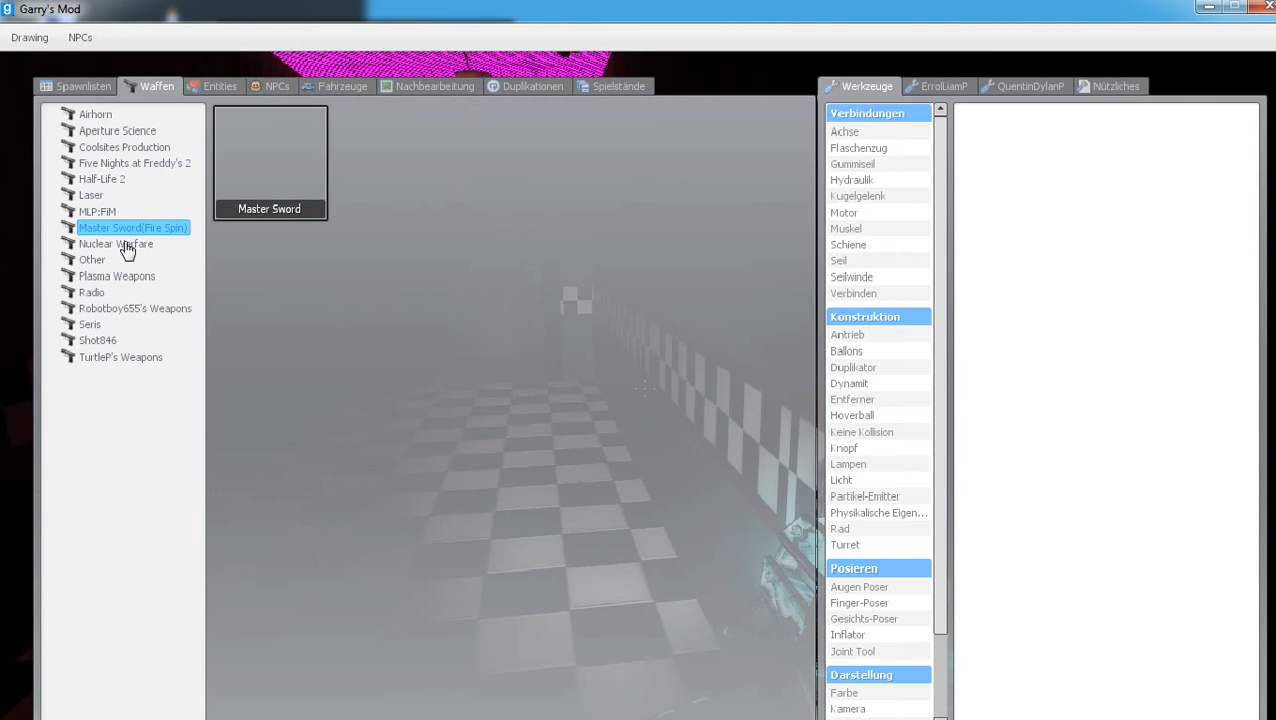 Garry's Mod
Drawing NPCs
Spawnlisten Waffen Entities NPCs Fahrzeuge Nachbearbeitung Duplikationen Spielstände
Werkzeuge ErrolLiamP QuentinDylanP Nützliches
Airhorn
Aperture Science
Coolsites Production
Five Nights at Freddy's 2
Half-Life 2
Laser
MLP:FiM
Master Sword(Fire Spin)
Nuclear Warfare
Other
Plasma Weapons
Radio
Robotboy655's Weapons
Seris
Shot846
TurtleP's Weapons
Master Sword
Verbindungen
Achse
Flaschenzug
Gummiseil
Hydraulik
Kugelgelenk
Motor
Muskel
Schiene
Seil
Seilwinde
Verbinden
Konstruktion
Antrieb
Ballons
Duplikator
Dynamit
Entferner
Hoverball
Keine Kollision
Knopf
Lampen
Licht
Partikel-Emitter
Physikalische Eigen...
Rad
Turret
Posieren
Augen Poser
Finger-Poser
Gesichts-Poser
Inflator
Joint Tool
Darstellung
Farbe
Kamera